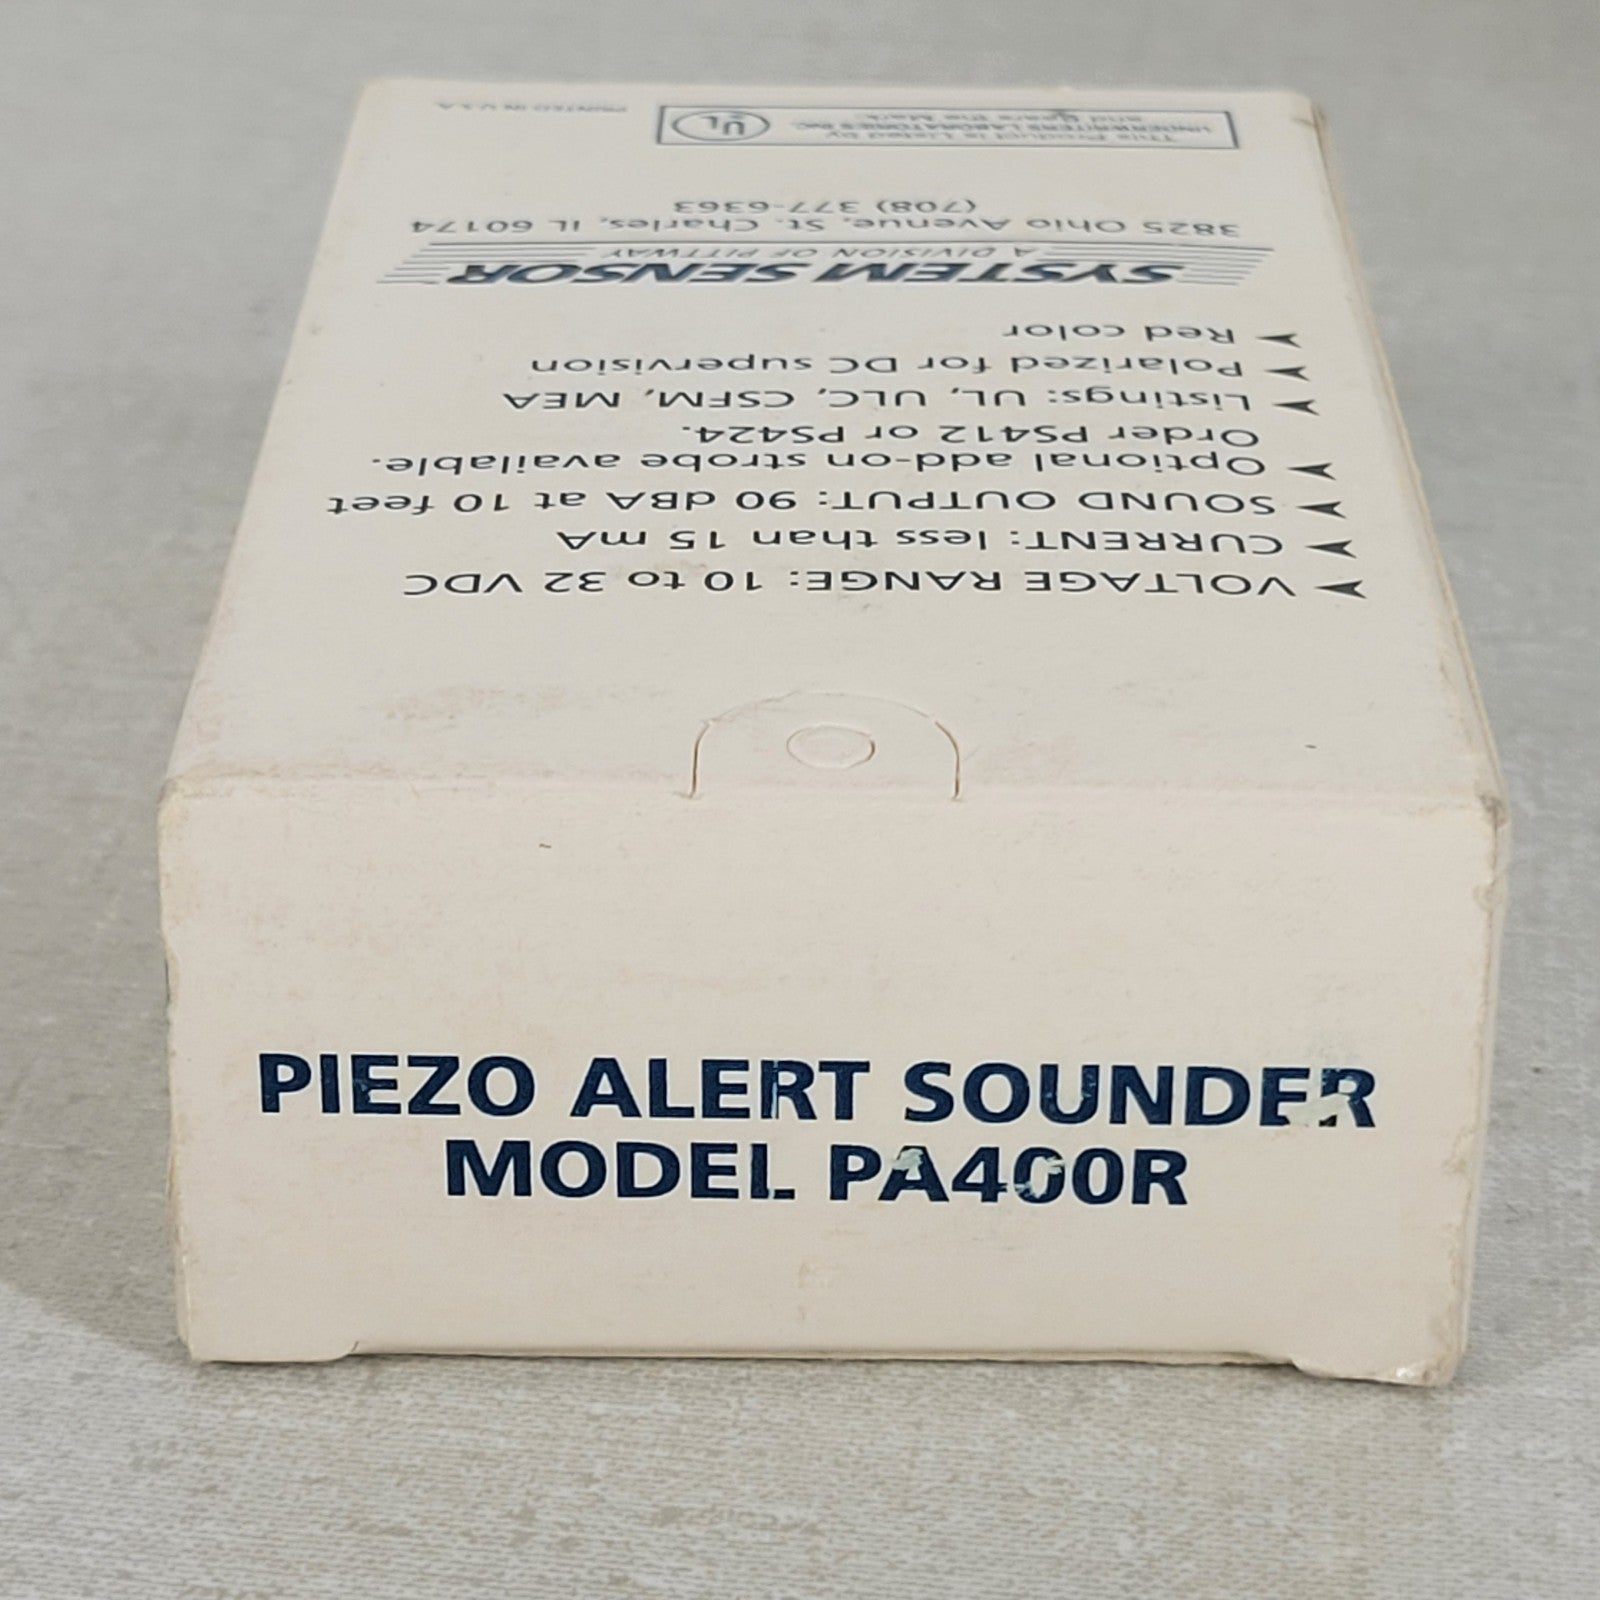 PIEZO ALERT SOUNDER
MODEL PA400R
VOLTAGE RANGE: 10 to 32 VDC
CURRENT: less than 15 mA
SOUND OUTPUT: 90 dBA at 10 feet
Optional add-on strobe available.
Order PS412 or PS424.
Listings: UL, ULC, CSFM, MEA
Polarized for DC supervision
Red color
SYSTEM SENSOR
A DIVISION OF PITTWAY
3825 Ohio Avenue, St. Charles, IL 60174
(708) 377-6363
This Product is Listed by
UNDERWRITERS LABORATORIES INC.
and Bears the Mark:
UL
PRINTED IN U.S.A.